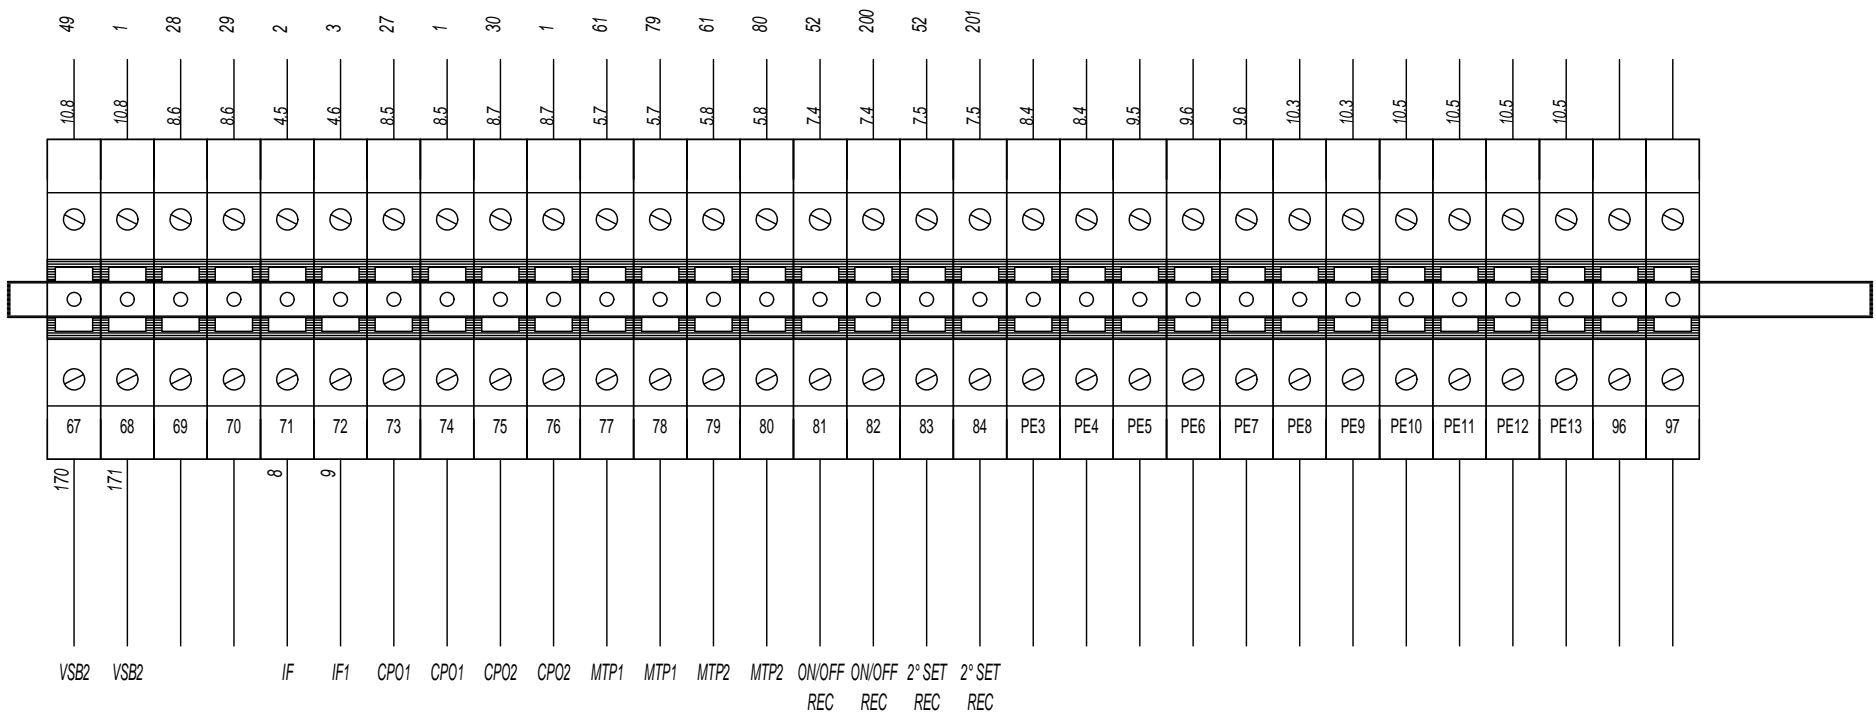 49 1 28 29 2 3 27 1 30 1 61 79 61 80 52 200 52 201
10.8 10.8 8.6 8.6 4.5 4.6 8.5 8.5 8.7 8.7 5.7 5.7 5.8 5.8 7.4 7.4 7.5 7.5 8.4 8.4 9.5 9.6 9.6 10.3 10.3 10.5 10.5 10.5 10.5
67 68 69 70 71 72 73 74 75 76 77 78 79 80 81 82 83 84 PE3 PE4 PE5 PE6 PE7 PE8 PE9 PE10 PE11 PE12 PE13 96 97
170 171 8 9
VSB2 VSB2 IF IF1 CPO1 CPO1 CPO2 CPO2 MTP1 MTP1 MTP2 MTP2 ON/OFF ON/OFF 2° SET 2° SET
REC REC REC REC